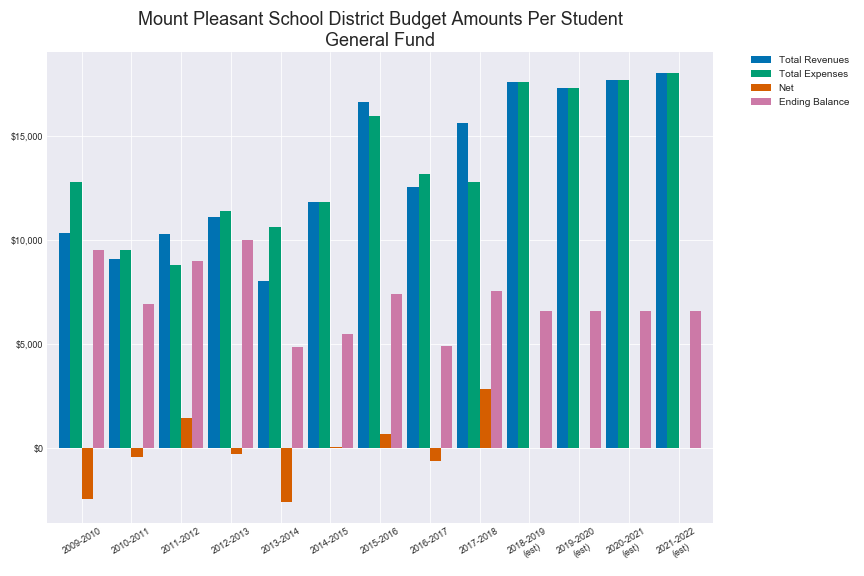 Mount Pleasant School District Budget Amounts Per Student
General Fund
Total Revenues
Total Expenses
Net
Ending Balance
$15,000
$10,000
$5,000
$0
2009-2010
2010-2011
2011-2012
2012-2013
2013-2014
2014-2015
2015-2016
2016-2017
2017-2018
2018-2019
(est)
2019-2020
(est)
2020-2021
(est)
2021-2022
(est)